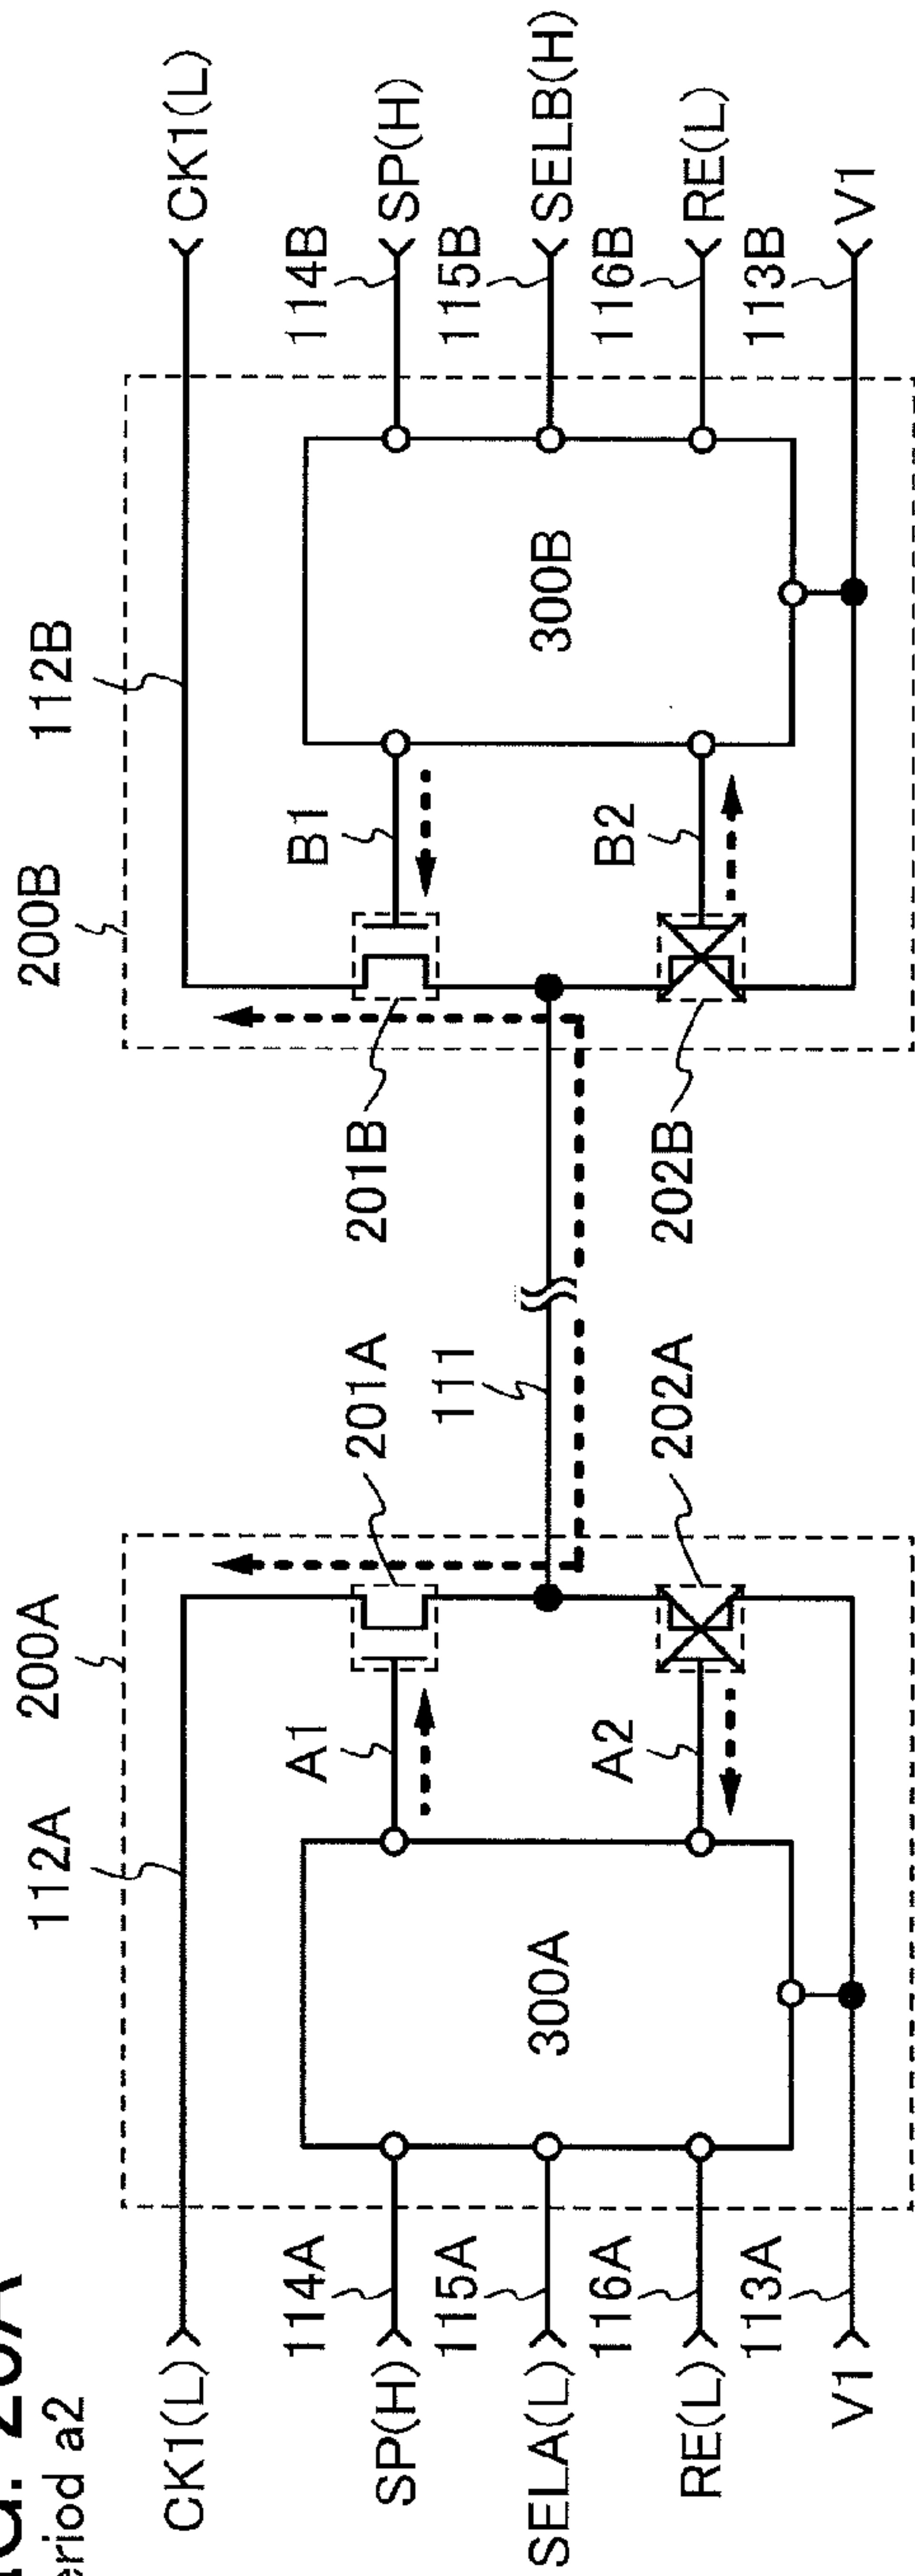 eriod a2
112A
200A
200B
112B
CK1(L)
CK1(L)
SP(H)
114A
A1
201A
201B
B1
114B
SP(H)
SELA(L)
115A
300A
111
300B
115B
SELB(H)
RE(L)
116A
A2
202A
202B
B2
116B
RE(L)
V1
113A
113B
V1